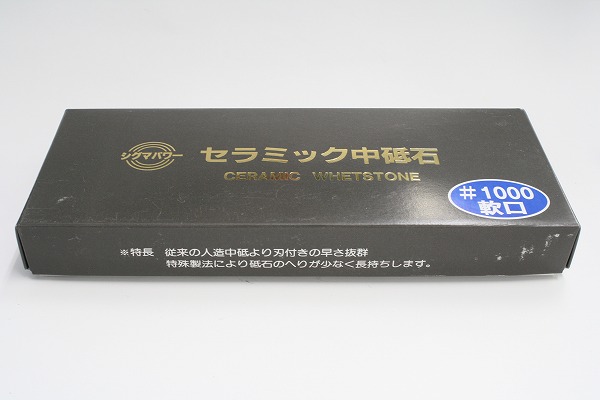 シグマパワー
セラミック中砥石
CERAMIC WHETSTONE
#1000
軟口
※特長 従来の人造中砥より刃付きの早さ抜群
特殊製法により砥石のへりが少なく長持ちします。